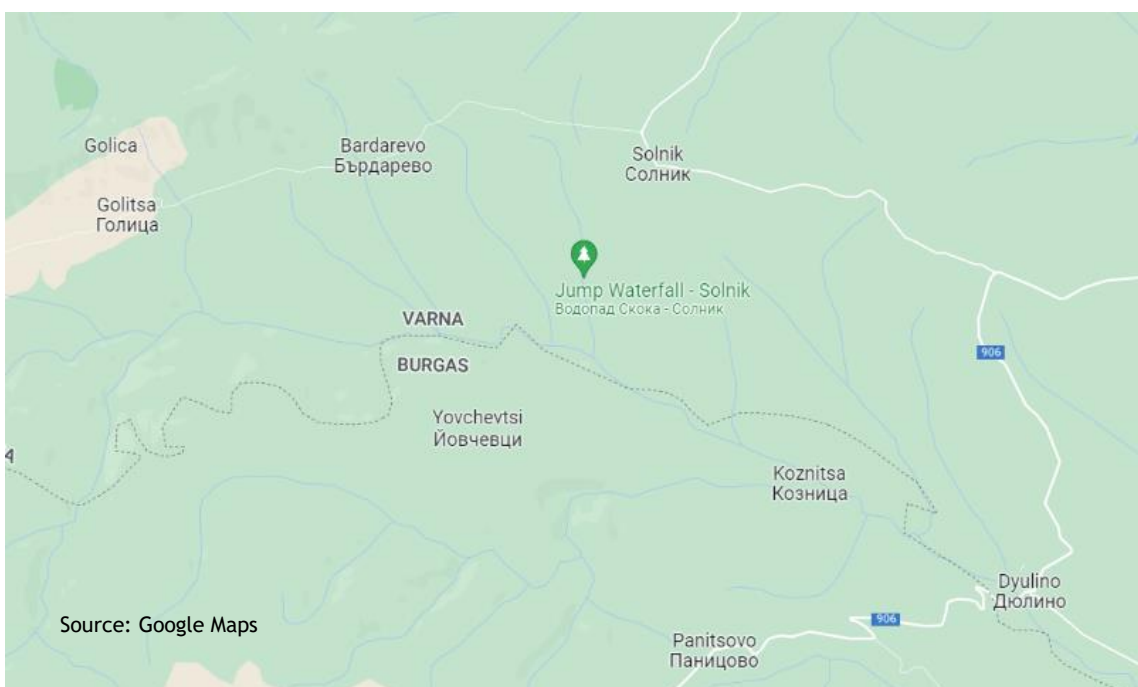 Golica
Bardarevo
Бърдарево
Solnik
Солник
Golitsa
Голица
Jump Waterfall - Solnik
Водопад Скока - Солник
VARNA
BURGAS
906
Yovchevtsi
Йовчевци
A
Koznitsa
Козница
Dyulino
Дюлино
906
Source: Google Maps
Panitsovo
Паницово